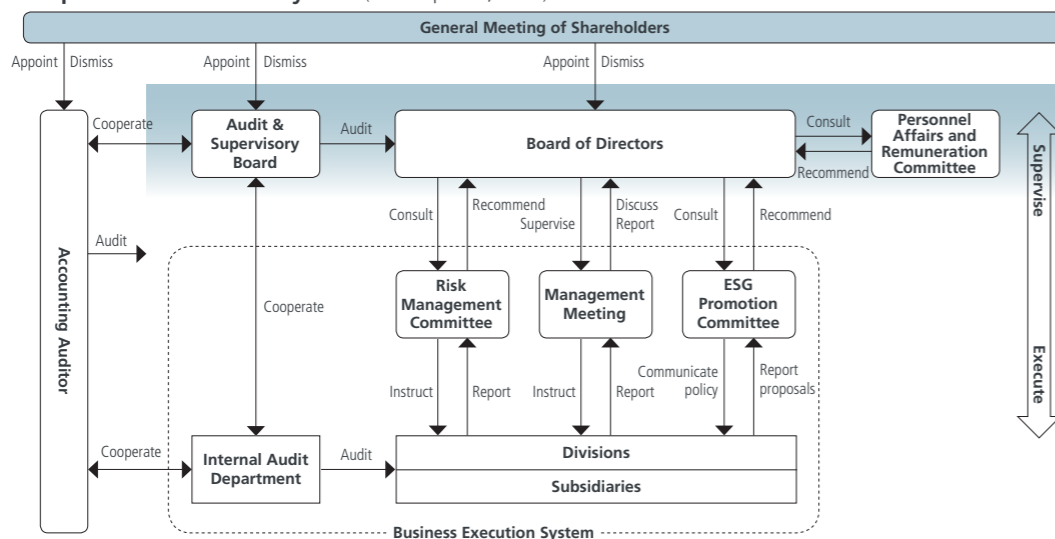 General Meeting of Shareholders
Appoint Dismiss
Appoint Dismiss
Appoint Dismiss
Cooperate
Audit &
Supervisory
Board
Audit
Board of Directors
Consult
Recommend
Personnel
Affairs and
Remuneration
Committee
Supervise
Execute
Accounting Auditor
Audit
Cooperate
Consult
Recommend
Supervise
Discuss
Report
Consult
Recommend
Risk
Management
Committee
Management
Meeting
ESG
Promotion
Committee
Instruct
Report
Instruct
Report
Communicate
policy
Report
proposals
Cooperate
Internal Audit
Department
Audit
Divisions
Subsidiaries
Business Execution System